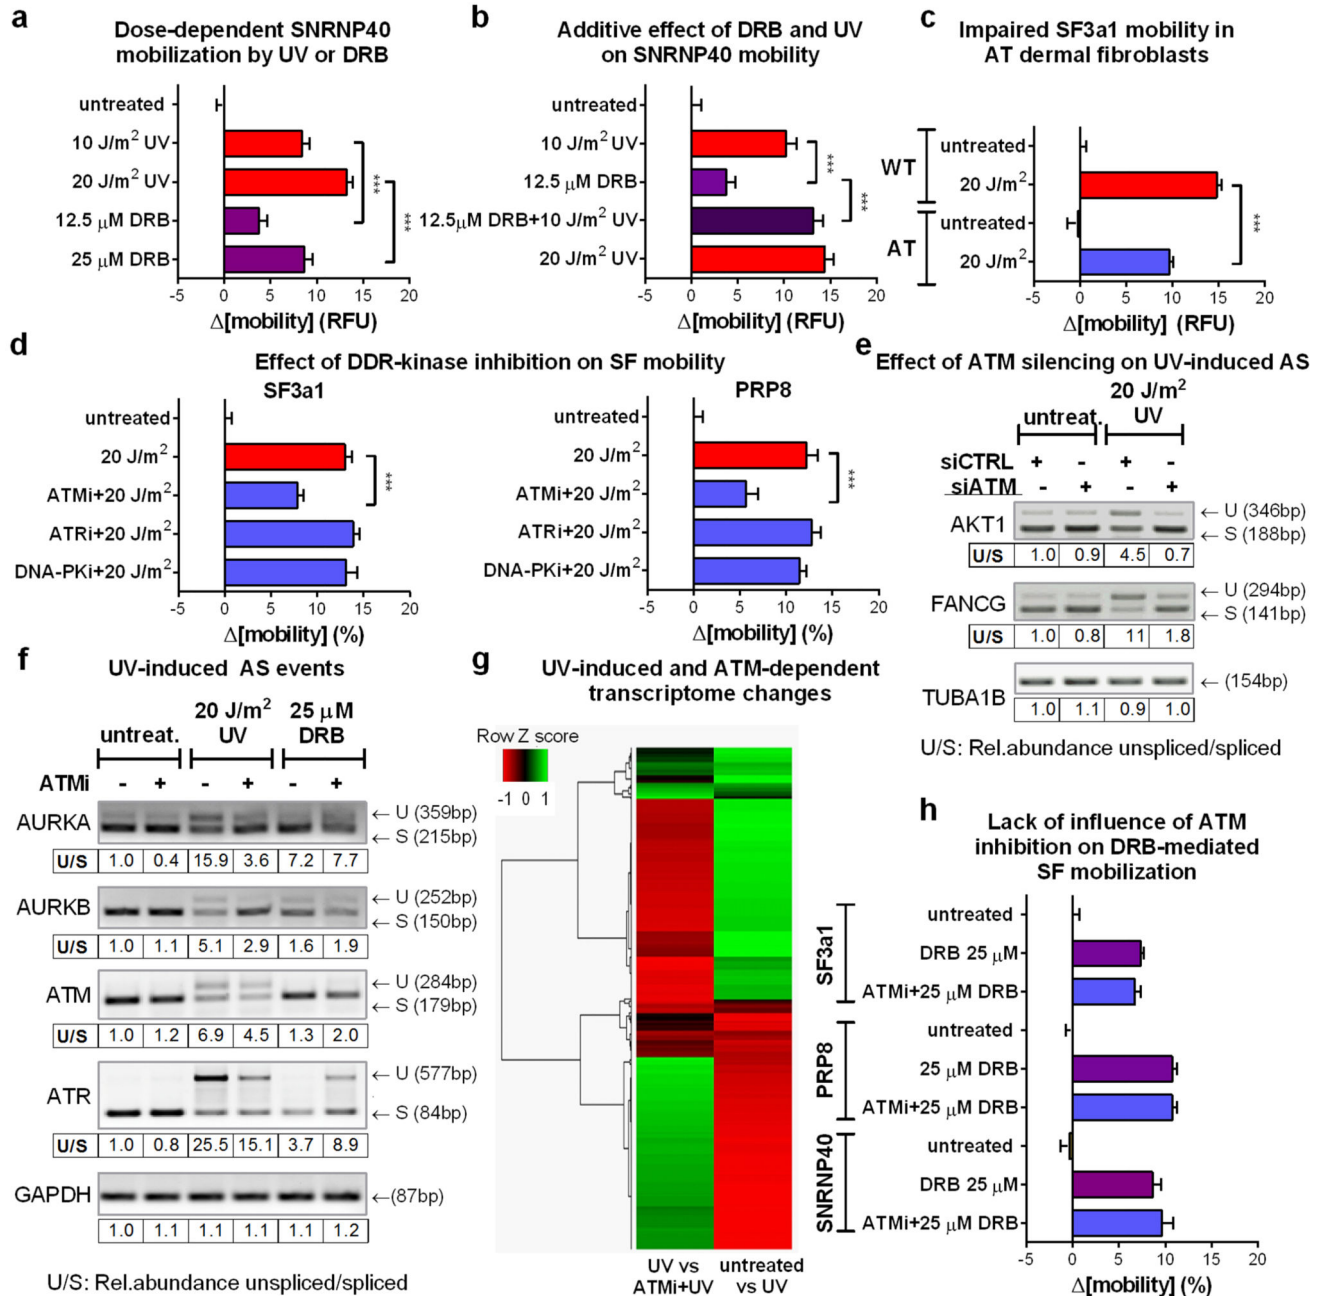 a
Dose-dependent SNRNP40
mobilization by UV or DRB
untreated
10 J/m2 UV
20 J/m2 UV
12.5 μM DRB
25 μM DRB
***
***
-5 0 5 10 15 20
Δ[mobility] (RFU)
b
Additive effect of DRB and UV
on SNRNP40 mobility
untreated
10 J/m2 UV
12.5 μM DRB
12.5μM DRB+10 J/m2 UV
20 J/m2 UV
***
***
-5 0 5 10 15 20
Δ[mobility] (RFU)
c
Impaired SF3a1 mobility in
AT dermal fibroblasts
WT
untreated
20 J/m2
AT
untreated
20 J/m2
***
-5 0 5 10 15 20
Δ[mobility] (RFU)
d
Effect of DDR-kinase inhibition on SF mobility
SF3a1
untreated
20 J/m2
ATMi+20 J/m2
ATRi+20 J/m2
DNA-PKi+20 J/m2
***
-5 0 5 10 15 20
Δ[mobility] (%)
PRP8
untreated
20 J/m2
ATMi+20 J/m2
ATRi+20 J/m2
DNA-PKi+20 J/m2
***
-5 0 5 10 15 20
Δ[mobility] (%)
e
Effect of ATM silencing on UV-induced AS
20 J/m2
untreat. UV
siCTRL + - + -
siATM - + - +
AKT1
← U (346bp)
← S (188bp)
U/S 1.0 0.9 4.5 0.7
FANCG
← U (294bp)
← S (141bp)
U/S 1.0 0.8 11 1.8
TUBA1B
← (154bp)
1.0 1.1 0.9 1.0
U/S: Rel.abundance unspliced/spliced
f
UV-induced AS events
20 J/m2 25 μM
untreat. UV DRB
ATMi - + - + - +
AURKA
← U (359bp)
← S (215bp)
U/S 1.0 0.4 15.9 3.6 7.2 7.7
AURKB
← U (252bp)
← S (150bp)
U/S 1.0 1.1 5.1 2.9 1.6 1.9
ATM
← U (284bp)
← S (179bp)
U/S 1.0 1.2 6.9 4.5 1.3 2.0
ATR
← U (577bp)
← S (84bp)
U/S 1.0 0.8 25.5 15.1 3.7 8.9
GAPDH
←(87bp)
1.0 1.1 1.1 1.1 1.1 1.2
U/S: Rel.abundance unspliced/spliced
g
UV-induced and ATM-dependent
transcriptome changes
Row Z score
-1 0 1
UV vs
ATMi+UV
untreated
vs UV
h
Lack of influence of ATM
inhibition on DRB-mediated
SF mobilization
SF3a1
untreated
DRB 25 μM
ATMi+25 μM DRB
PRP8
untreated
25 μM DRB
ATMi+25 μM DRB
SNRNP40
untreated
DRB 25 μM
ATMi+25 μM DRB
-5 0 5 10 15 20
Δ[mobility] (%)